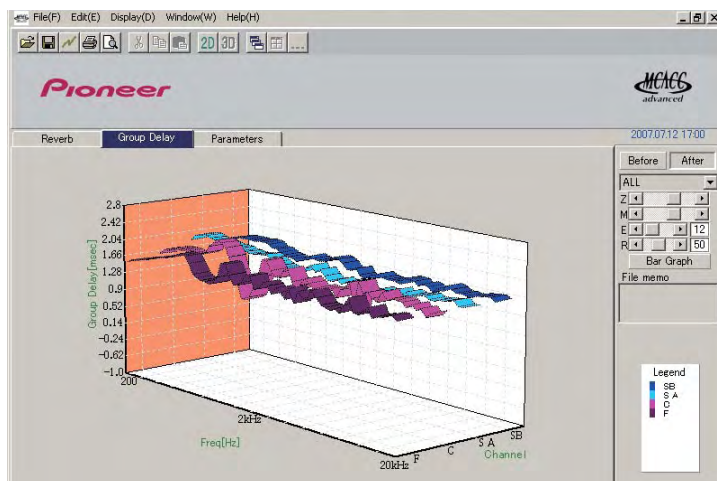 File(F) Edit(E) Display(D) Window(W) Help(H)
2D 3D ...
Pioneer
MCACC
advanced
Reverb Group Delay Parameters
2007.07.12 17:00
Before After
ALL
Z
M
E 12
R 50
Bar Graph
File memo
Group Delay[msec]
2.8
2.42
2.04
1.66
1.28
0.9
0.52
0.14
-0.24
-0.62
-1.0
200
2kHz
20kHz
Freq[Hz]
F
C
S A
SB
Channel
Legend
SB
S A
C
F